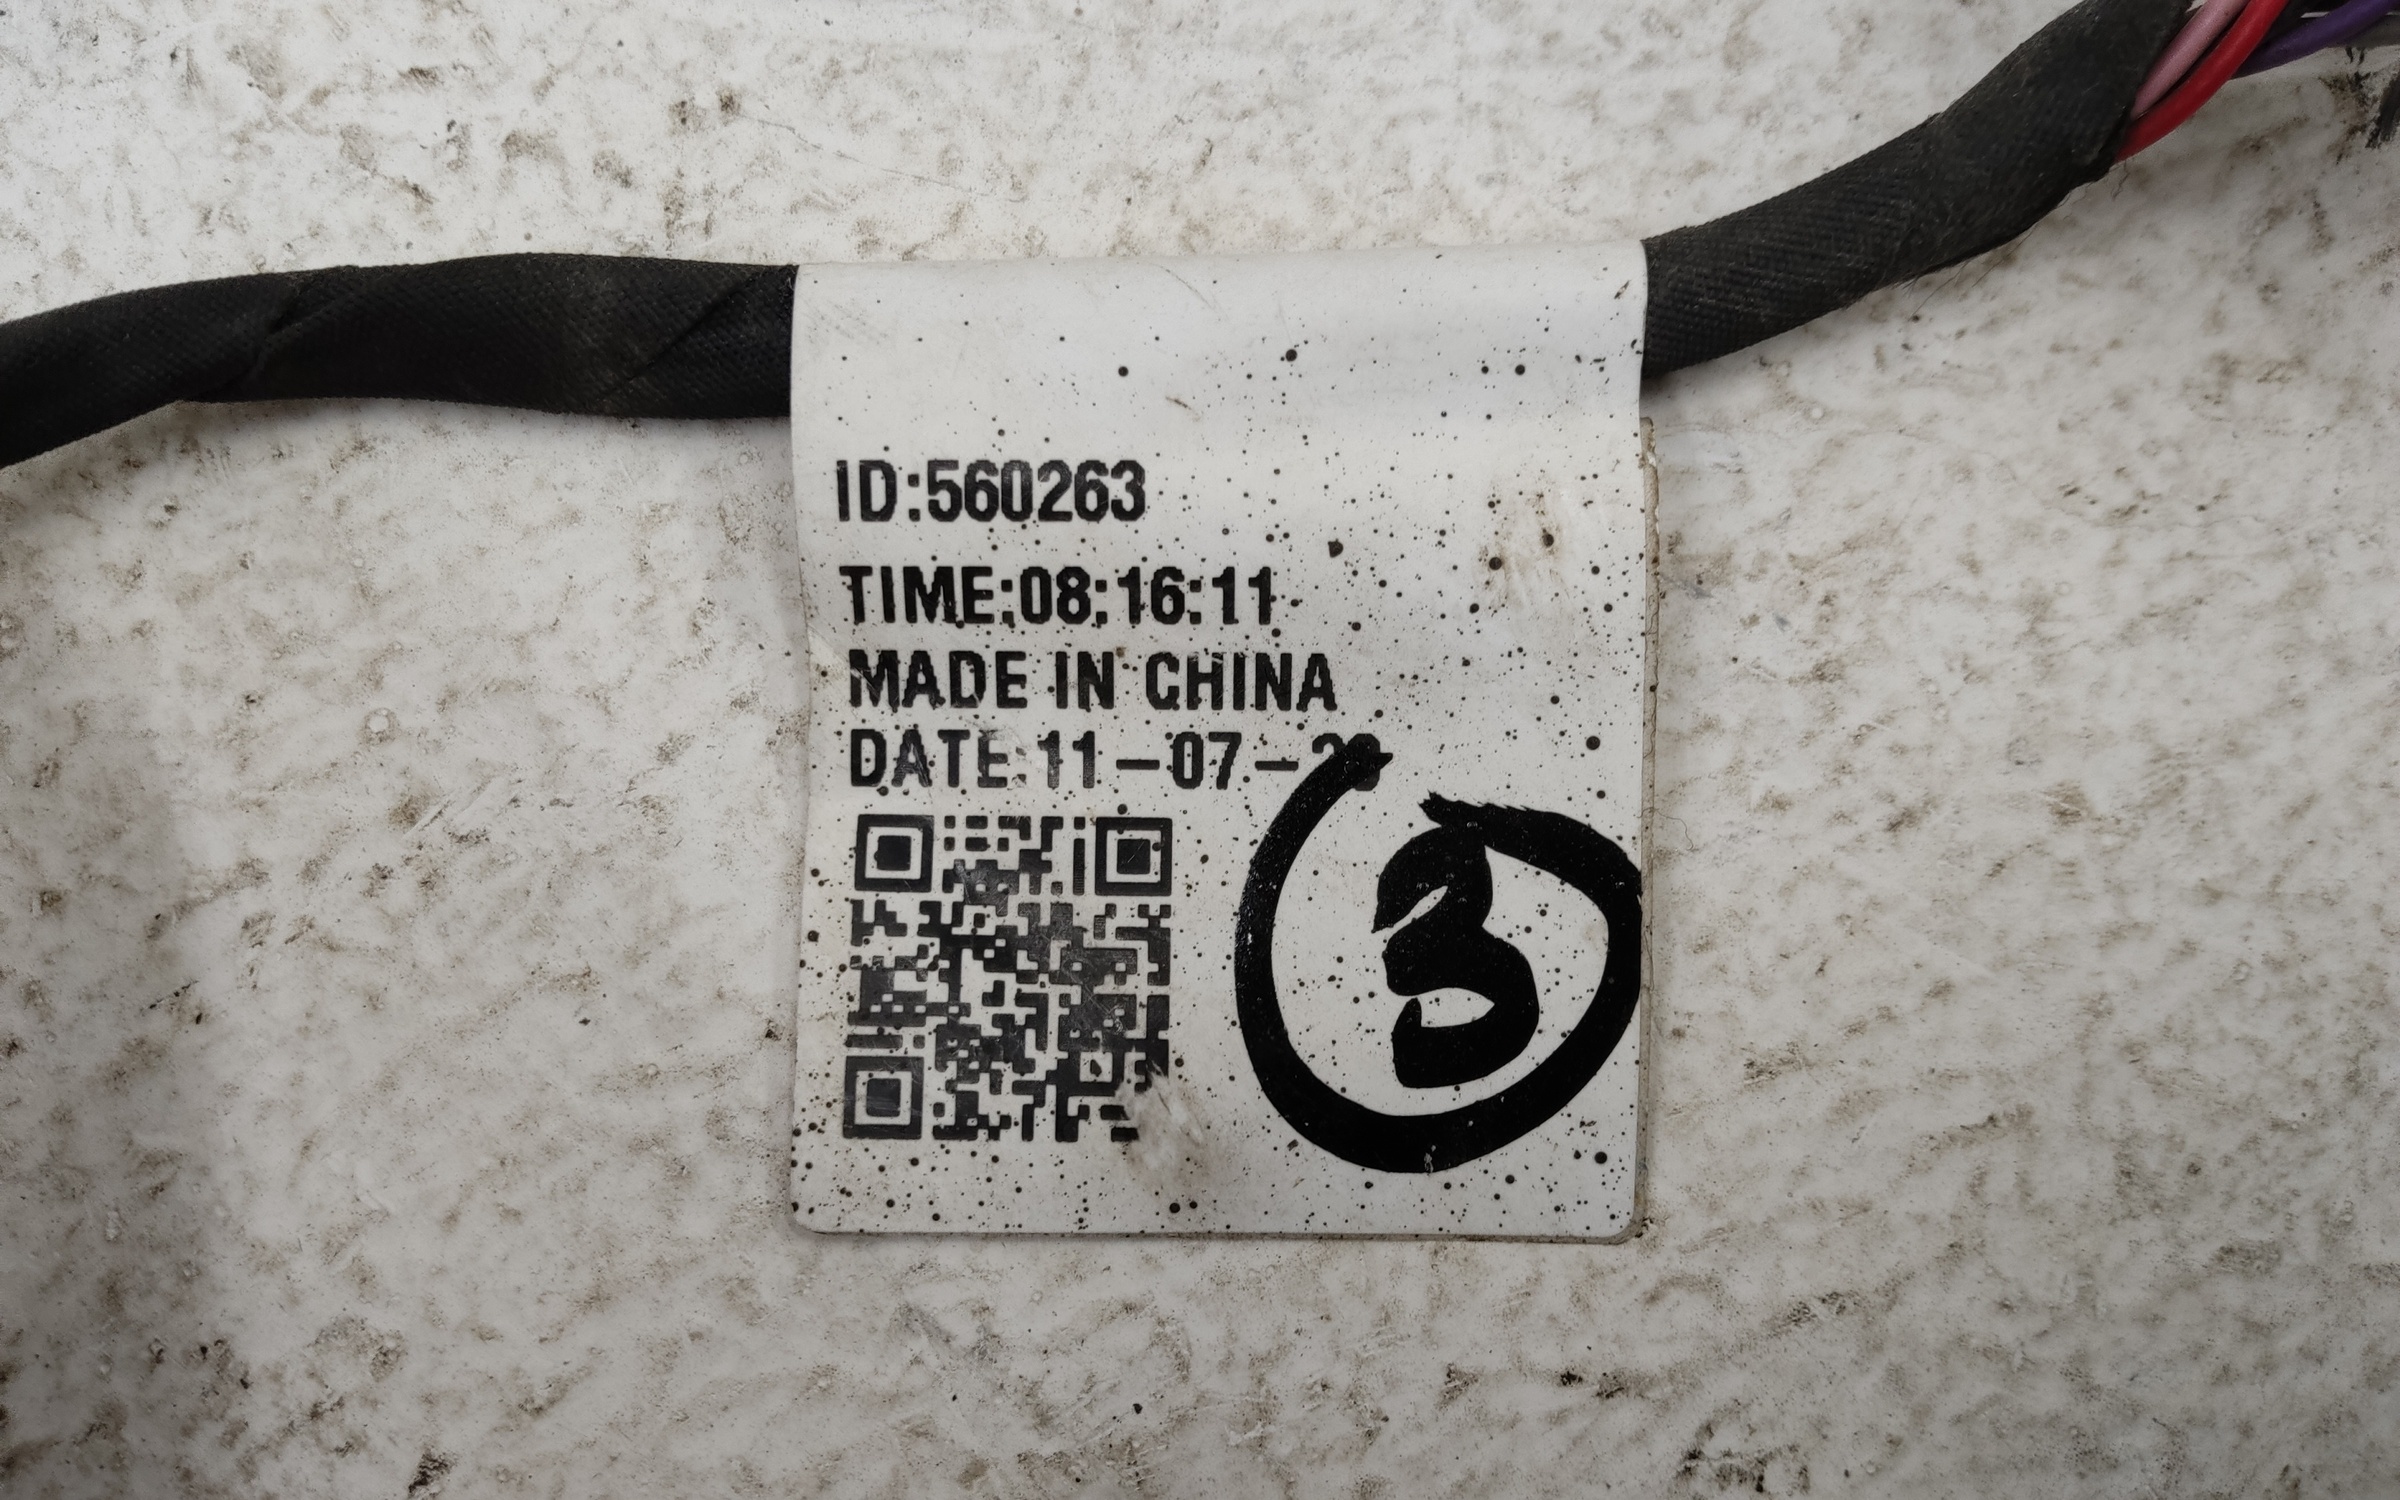 ID:560263
TIME:08:16:11
MADE IN CHINA
DATE:11-07-
3